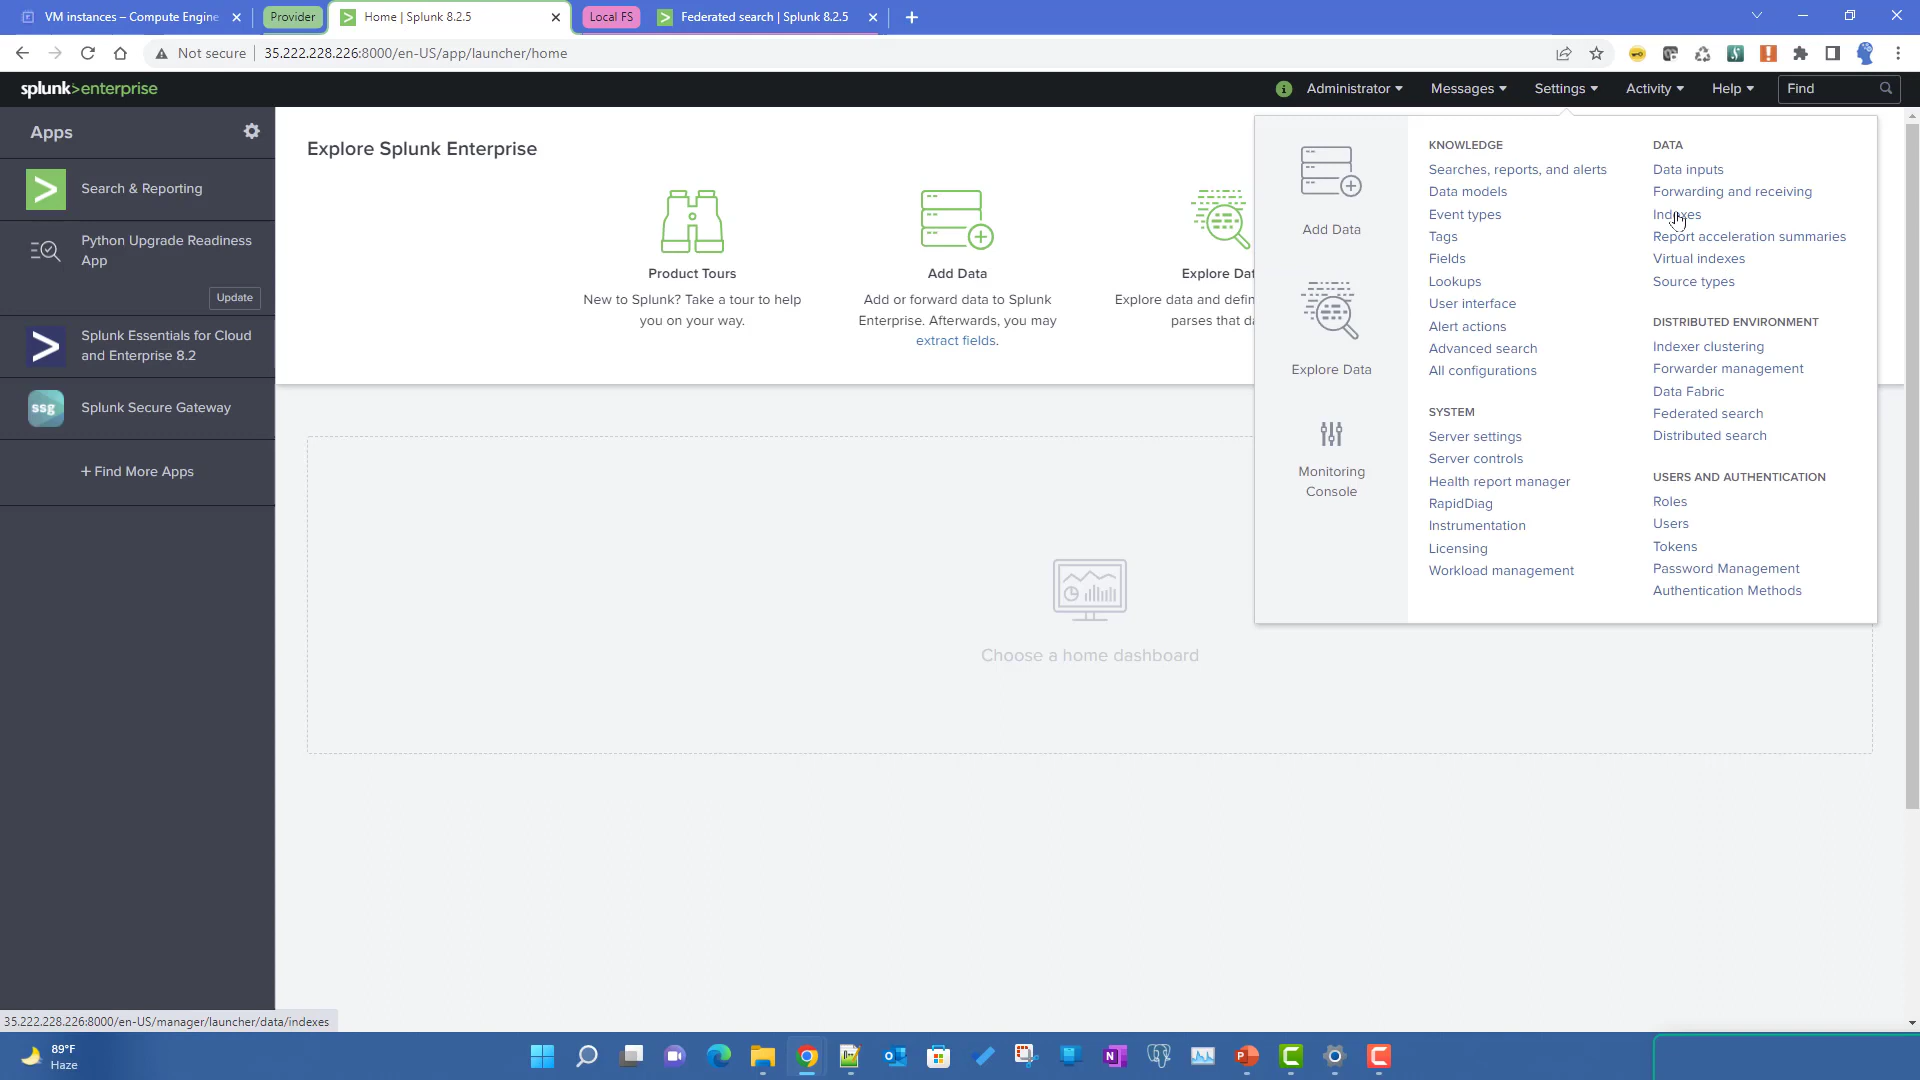 VM instances – Compute Engine
Provider
Home | Splunk 8.2.5
Local FS
Federated search | Splunk 8.2.5
Not secure
35.222.228.226:8000/en-US/app/launcher/home
splunk>enterprise
Administrator
Messages
Settings
Activity
Help
Find
Apps
Search & Reporting
Python Upgrade Readiness
App
Update
Splunk Essentials for Cloud
and Enterprise 8.2
ssg
Splunk Secure Gateway
+ Find More Apps
Explore Splunk Enterprise
Product Tours
New to Splunk? Take a tour to help
you on your way.
Add Data
Add or forward data to Splunk
Enterprise. Afterwards, you may
extract fields.
Explore Dat
Explore data and defin
parses that da
Choose a home dashboard
Add Data
Explore Data
Monitoring
Console
KNOWLEDGE
Searches, reports, and alerts
Data models
Event types
Tags
Fields
Lookups
User interface
Alert actions
Advanced search
All configurations
SYSTEM
Server settings
Server controls
Health report manager
RapidDiag
Instrumentation
Licensing
Workload management
DATA
Data inputs
Forwarding and receiving
Indexes
Report acceleration summaries
Virtual indexes
Source types
DISTRIBUTED ENVIRONMENT
Indexer clustering
Forwarder management
Data Fabric
Federated search
Distributed search
USERS AND AUTHENTICATION
Roles
Users
Tokens
Password Management
Authentication Methods
35.222.228.226:8000/en-US/manager/launcher/data/indexes
89°F
Haze